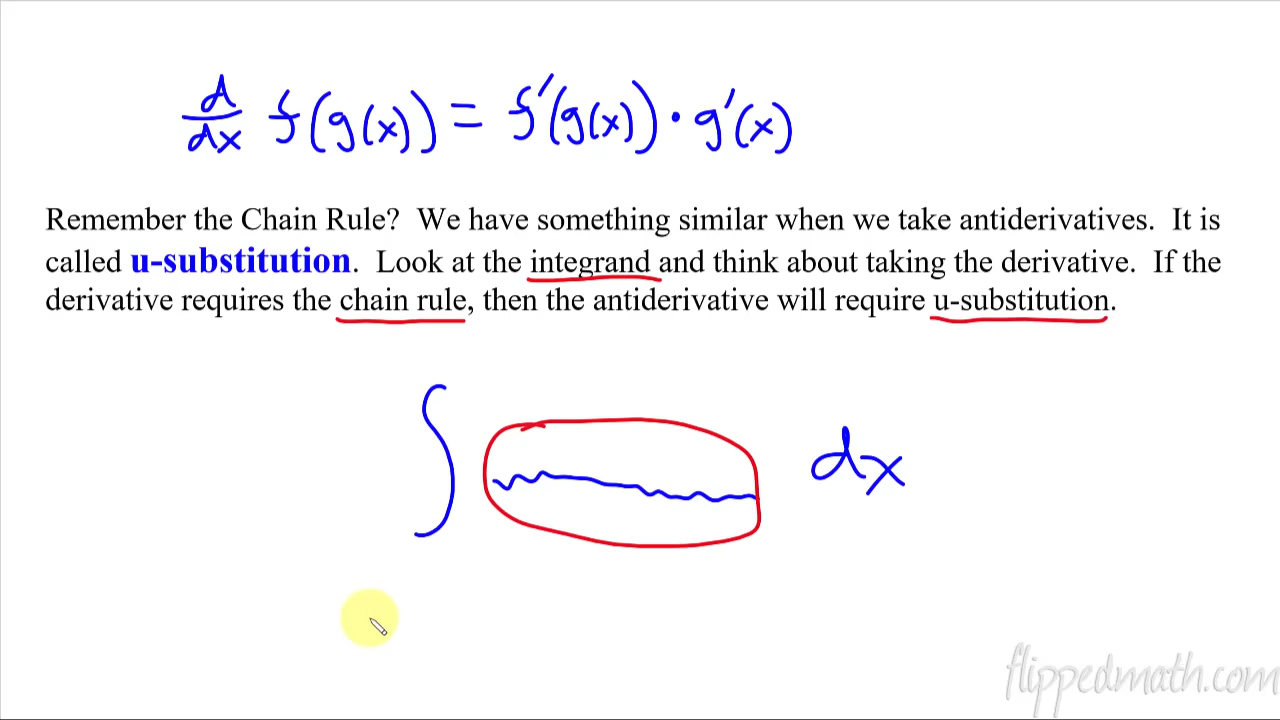 d/dx f(g(x)) = f'(g(x)) · g'(x)
Remember the Chain Rule? We have something similar when we take antiderivatives. It is
called u-substitution. Look at the integrand and think about taking the derivative. If the
derivative requires the chain rule, then the antiderivative will require u-substitution.
∫ dx
flippedmath.com